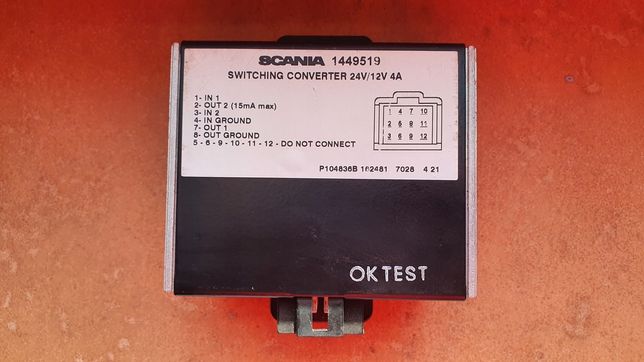 SCANIA 1449519
SWITCHING CONVERTER 24V/12V 4A
1- IN 1
2- OUT 2 (15mA max)
3- IN 2
4- IN GROUND
7- OUT 1
8- OUT GROUND
5 - 6 - 9 - 10 - 11 - 12 - DO NOT CONNECT
1 4 7 10
2 5 8 11
3 6 9 12
P104836B 162481 7028 4 21
OK TEST